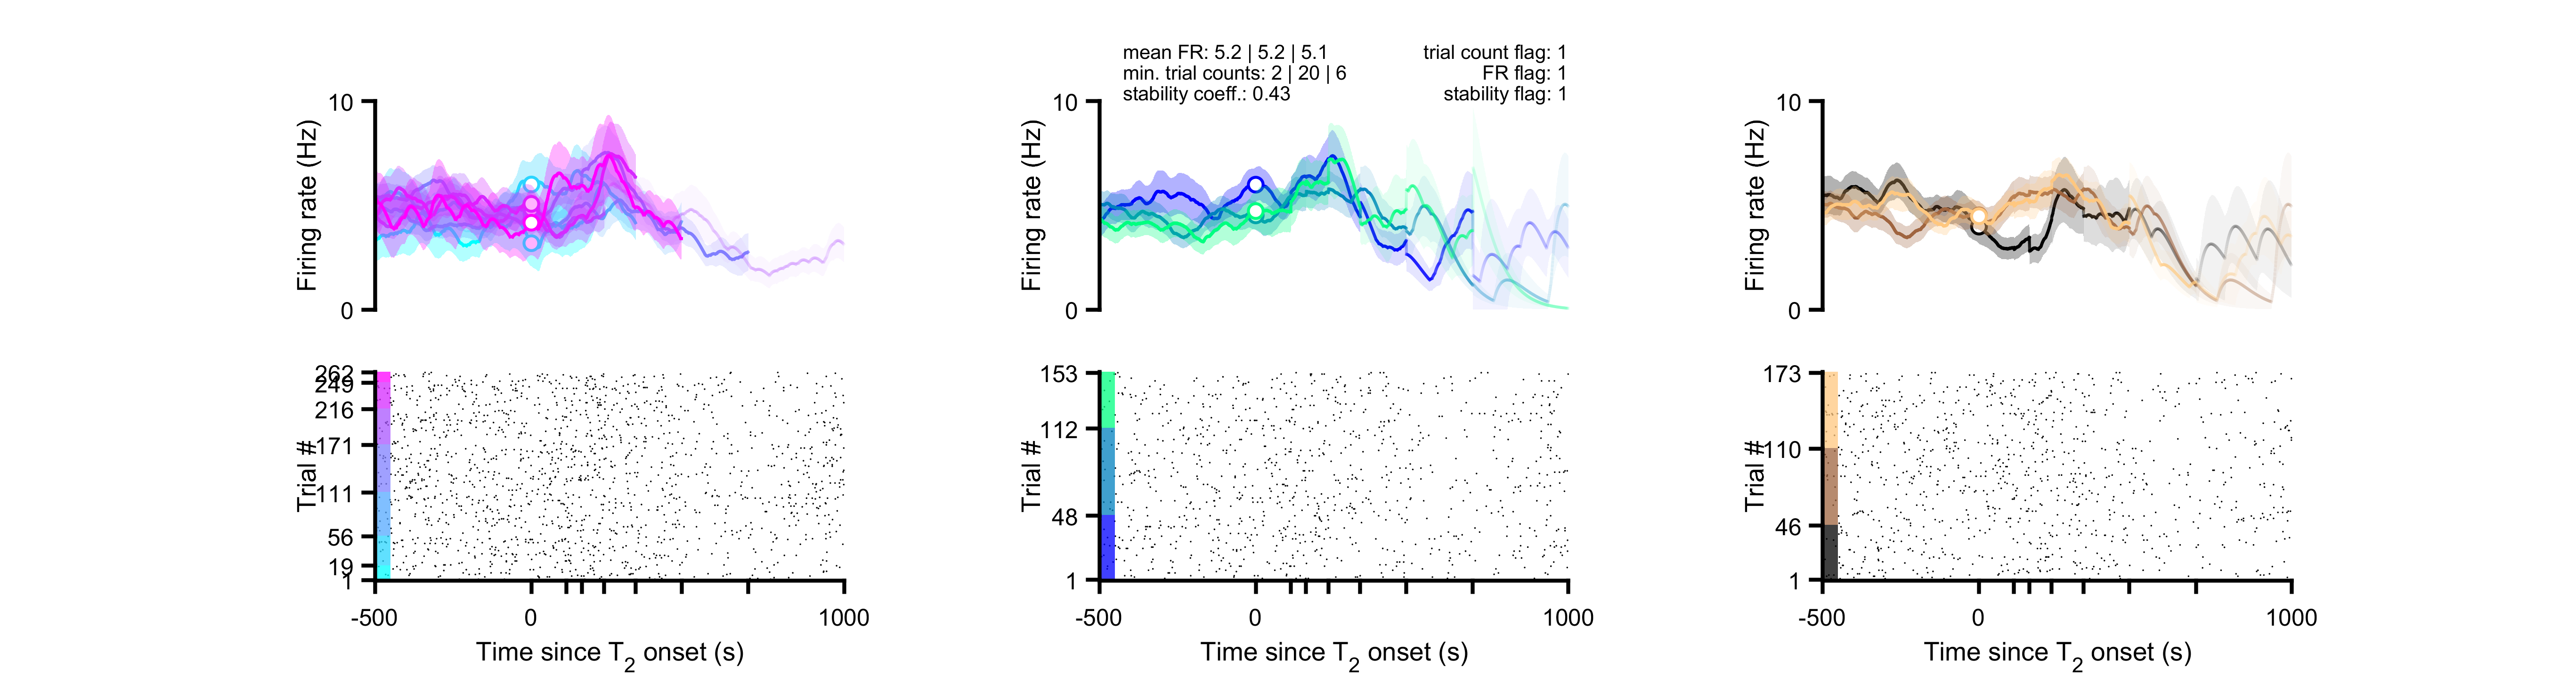 mean FR: 5.2 | 5.2 | 5.1
min. trial counts: 2 | 20 | 6
stability coeff.: 0.43
trial count flag: 1
FR flag: 1
stability flag: 1
Firing rate (Hz)
10
0
Firing rate (Hz)
10
0
Firing rate (Hz)
10
0
Trial #
262
249
216
171
111
56
19
1
-500
0
1000
Time since T2 onset (s)
Trial #
153
112
48
1
-500
0
1000
Time since T2 onset (s)
Trial #
173
110
46
1
-500
0
1000
Time since T2 onset (s)